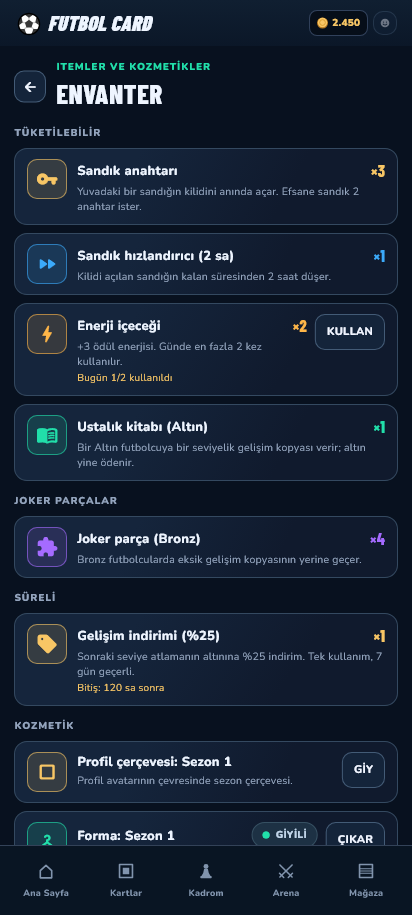 FUTBOL CARD
2.450
ITEMLER VE KOZMETİKLER
ENVANTER
TÜKETİLEBİLİR
Sandık anahtarı
×3
Yuvadaki bir sandığın kilidini anında açar. Efsane sandık 2
anahtar ister.
Sandık hızlandırıcı (2 sa)
×1
Kilidi açılan sandığın kalan süresinden 2 saat düşer.
Enerji içeceği
×2
KULLAN
+3 ödül enerjisi. Günde en fazla 2 kez
kullanılır.
Bugün 1/2 kullanıldı
Ustalık kitabı (Altın)
×1
Bir Altın futbolcuya bir seviyelik gelişim kopyası verir; altın
yine ödenir.
JOKER PARÇALAR
Joker parça (Bronz)
×4
Bronz futbolcularda eksik gelişim kopyasının yerine geçer.
SÜRELİ
Gelişim indirimi (%25)
×1
Sonraki seviye atlamanın altınına %25 indirim. Tek kullanım, 7
gün geçerli.
Bitiş: 120 sa sonra
KOZMETİK
Profil çerçevesi: Sezon 1
GİY
Profil avatarının çevresinde sezon çerçevesi.
Forma: Sezon 1
GİYİLİ
ÇIKAR
Ana Sayfa
Kartlar
Kadrom
Arena
Mağaza